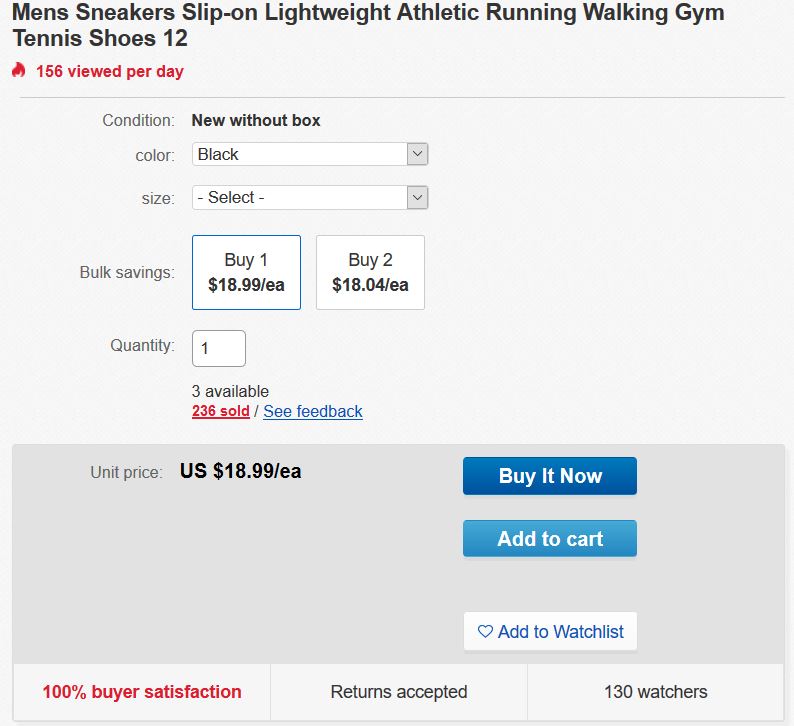 Mens Sneakers Slip-on Lightweight Athletic Running Walking Gym
Tennis Shoes 12
156 viewed per day
Condition: New without box
color: Black
size: - Select -
Bulk savings:
Buy 1
$18.99/ea
Buy 2
$18.04/ea
Quantity: 1
3 available
236 sold / See feedback
Unit price: US $18.99/ea
Buy It Now
Add to cart
Add to Watchlist
100% buyer satisfaction
Returns accepted
130 watchers